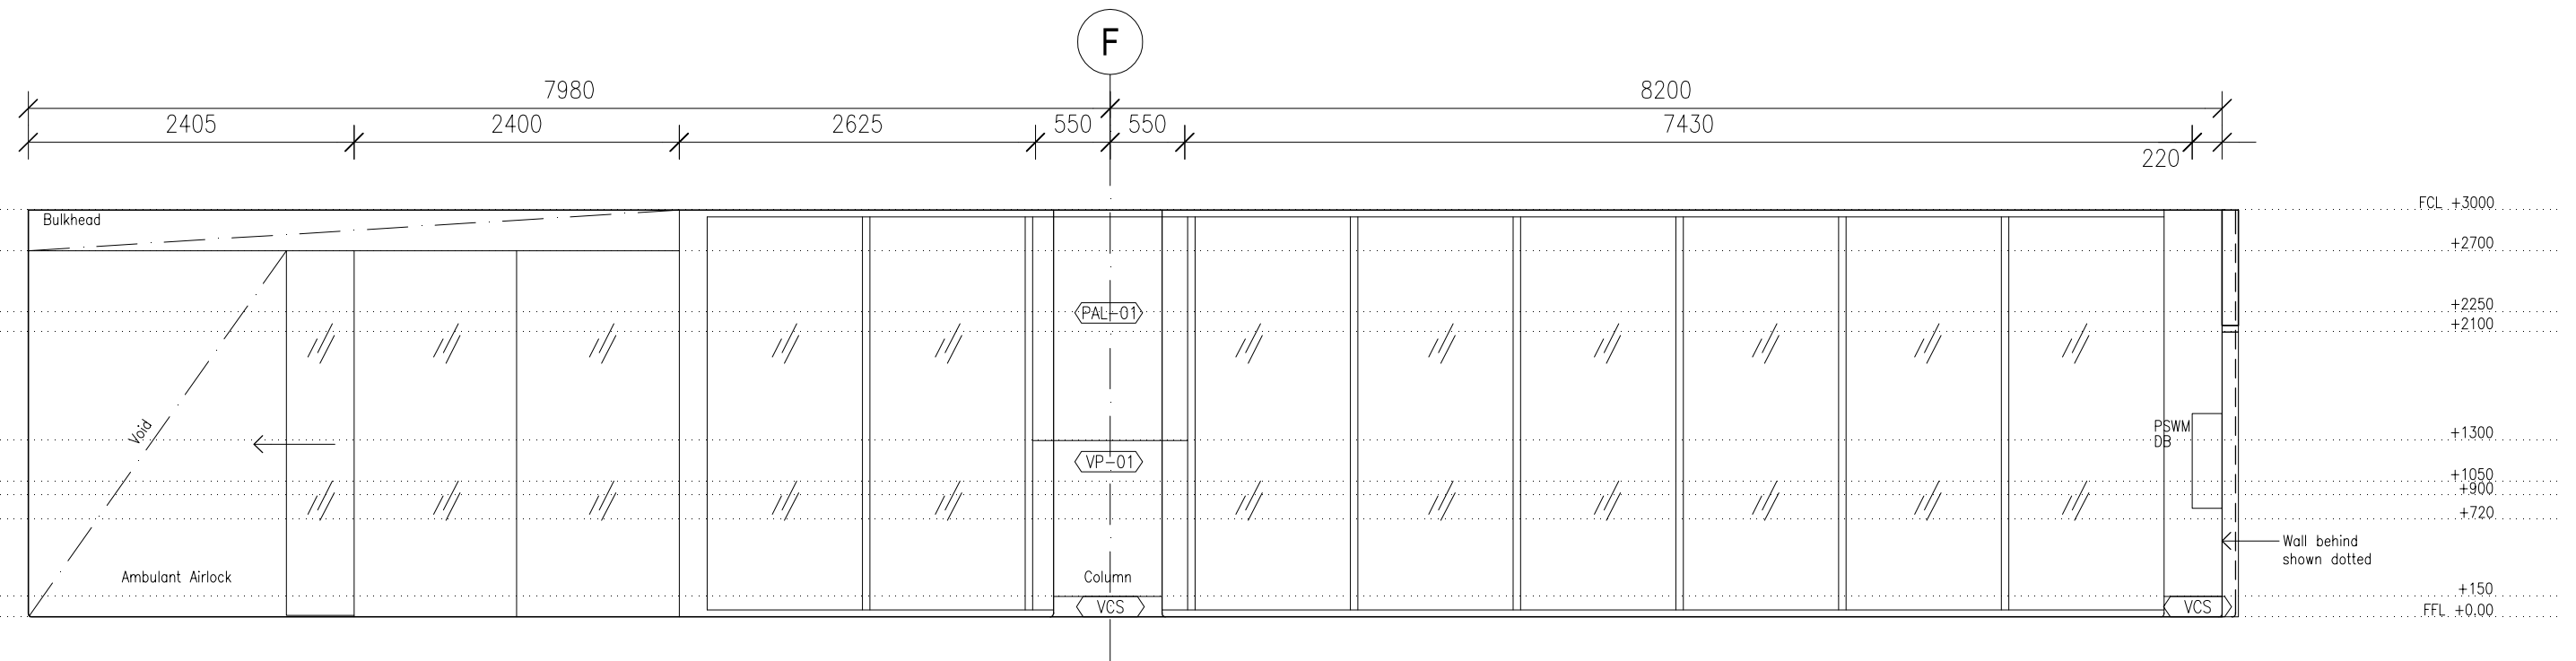 F
7980
8200
2405
2400
2625
550
550
7430
220
Bulkhead
FCL +3000
+2700
+2250
PAL-01
+2100
Void
PSWM
DB
+1300
VP-01
+1050
+900
+720
Wall behind
shown dotted
Ambulant Airlock
Column
+150
VCS
VCS
FFL +0.00